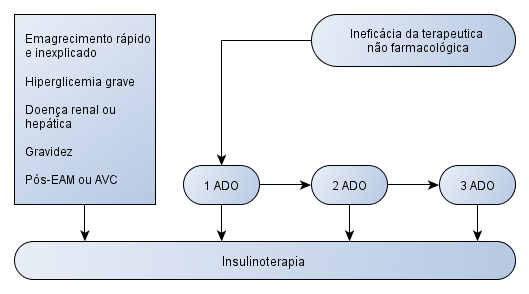 Emagrecimento rápido
e inexplicado
Hiperglicemia grave
Doença renal ou
hepática
Gravidez
Pós-EAM ou AVC
Ineficácia da terapeutica
não farmacológica
1 ADO
2 ADO
3 ADO
Insulinoterapia